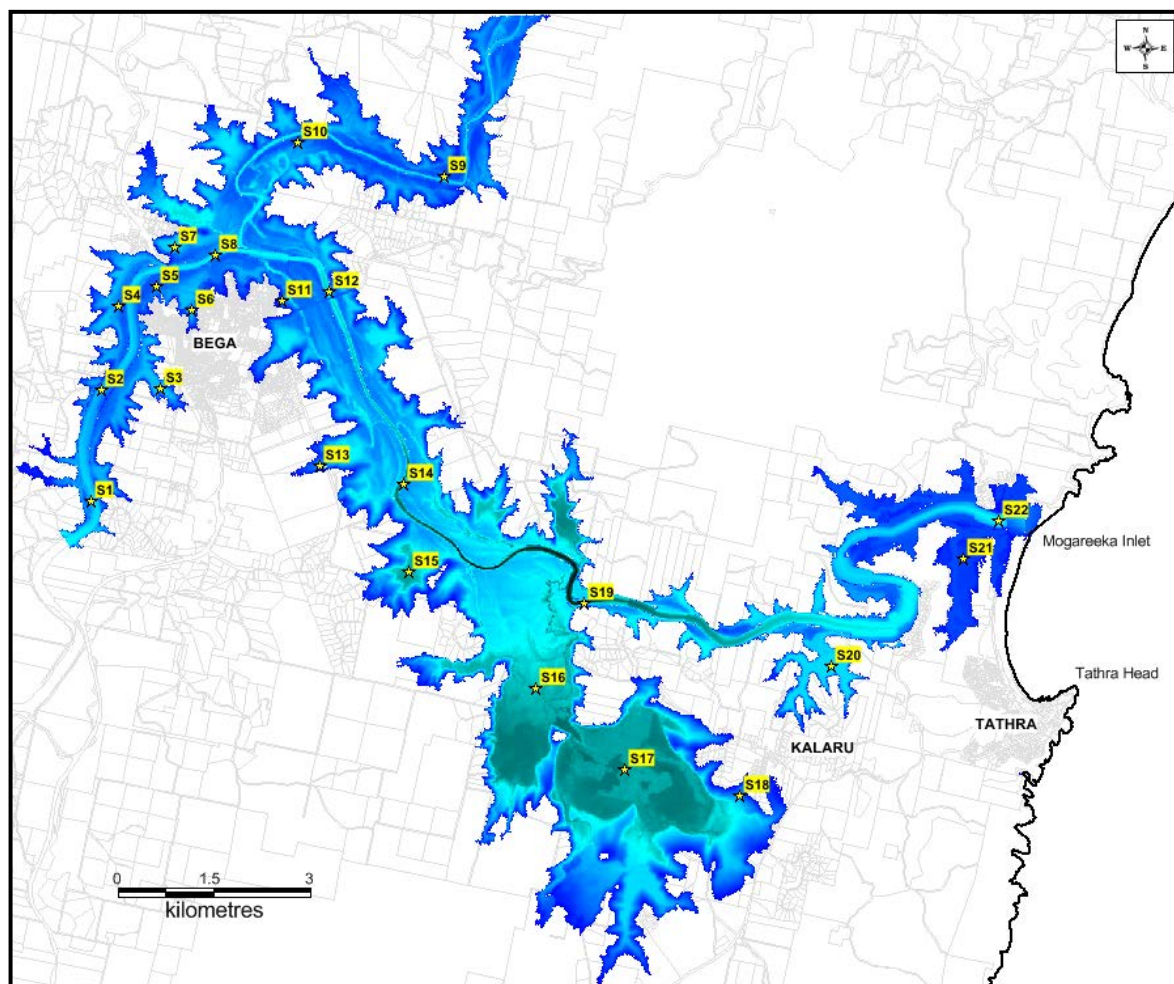 N
W E
S
S10
S9
S7
S8
S5
S4
S6
S11
S12
BEGA
S2
S3
S13
S14
S1
S22
Mogareeka Inlet
S21
S15
S19
S20
Tathra Head
S16
TATHRA
KALARU
S17
S18
0 1.5 3
kilometres